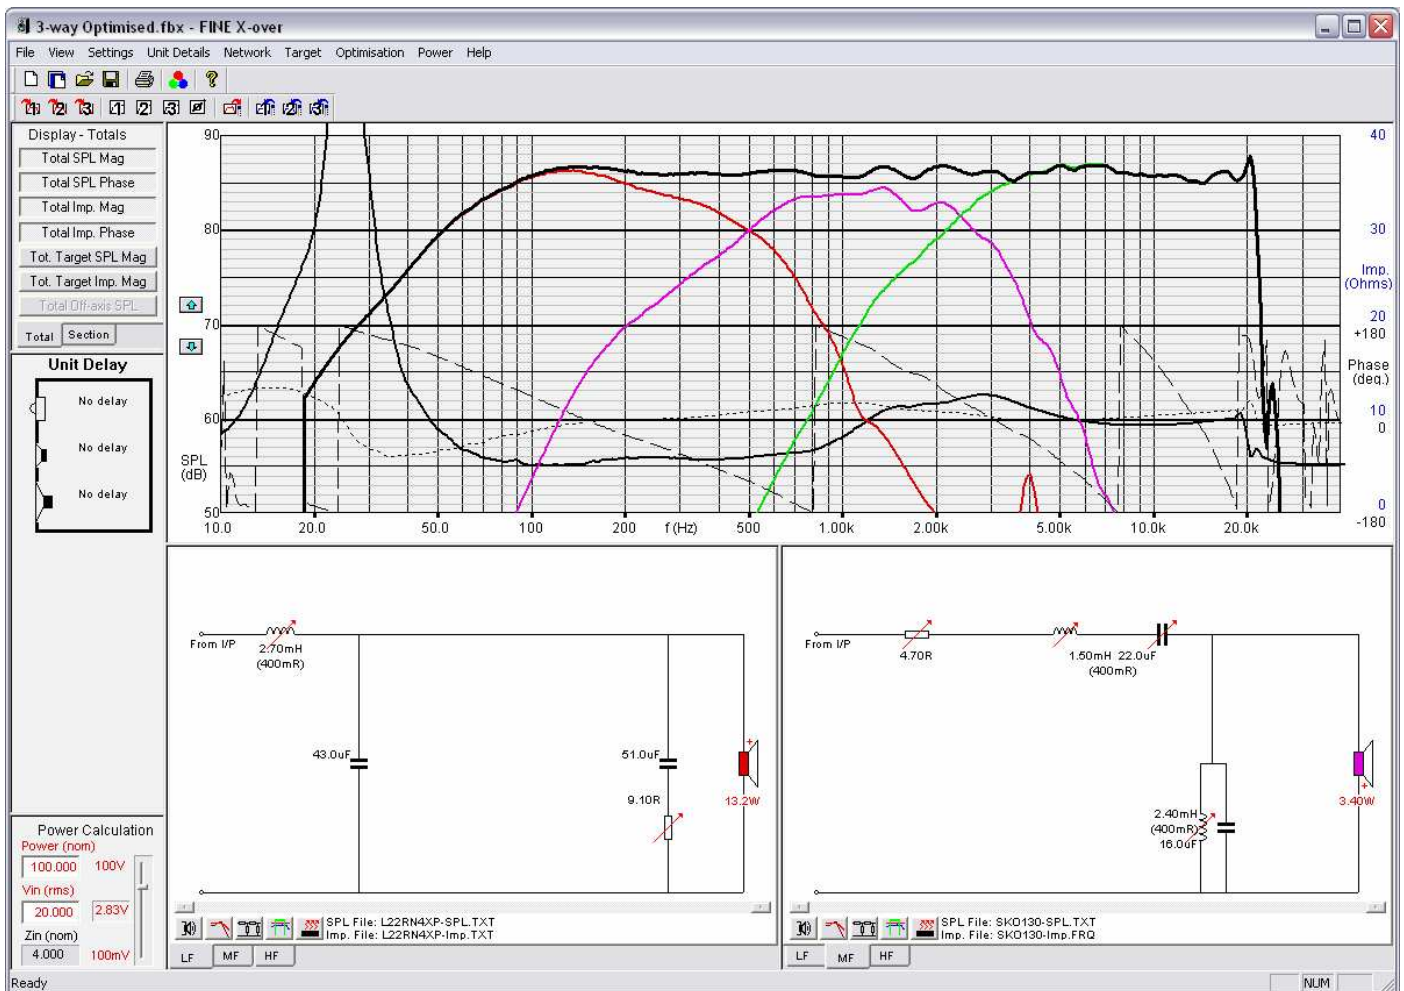 3-way Optimised.fbx - FINE X-over
File View Settings Unit Details Network Target Optimisation Power Help
Display - Totals
Total SPL Mag
Total SPL Phase
Total Imp. Mag
Total Imp. Phase
Tot. Target SPL Mag
Tot. Target Imp. Mag
Total Off-axis SPL
Total Section
Unit Delay
No delay
No delay
No delay
Power Calculation
Power (nom)
100.000 100V
Vin (rms)
20.000 2.83V
Zin (nom)
4.000 100mV
90
80
70
60
SPL
(dB)
50
40
30
Imp.
(Ohms)
20
+180
Phase
(deg.)
10
0
0
-180
10.0 20.0 50.0 100 200 f (Hz) 500 1.00k 2.00k 5.00k 10.0k 20.0k
From I/P
2.70mH
(400mR)
43.0uF
51.0uF
9.10R
13.2W
SPL File: L22RN4XP-SPL.TXT
Imp. File: L22RN4XP-Imp.TXT
LF MF HF
From I/P
4.70R
1.50mH 22.0uF
(400mR)
2.40mH
(400mR)
16.0uF
3.40W
SPL File: SKO130-SPL.TXT
Imp. File: SKO130-Imp.FRQ
LF MF HF
Ready
NUM